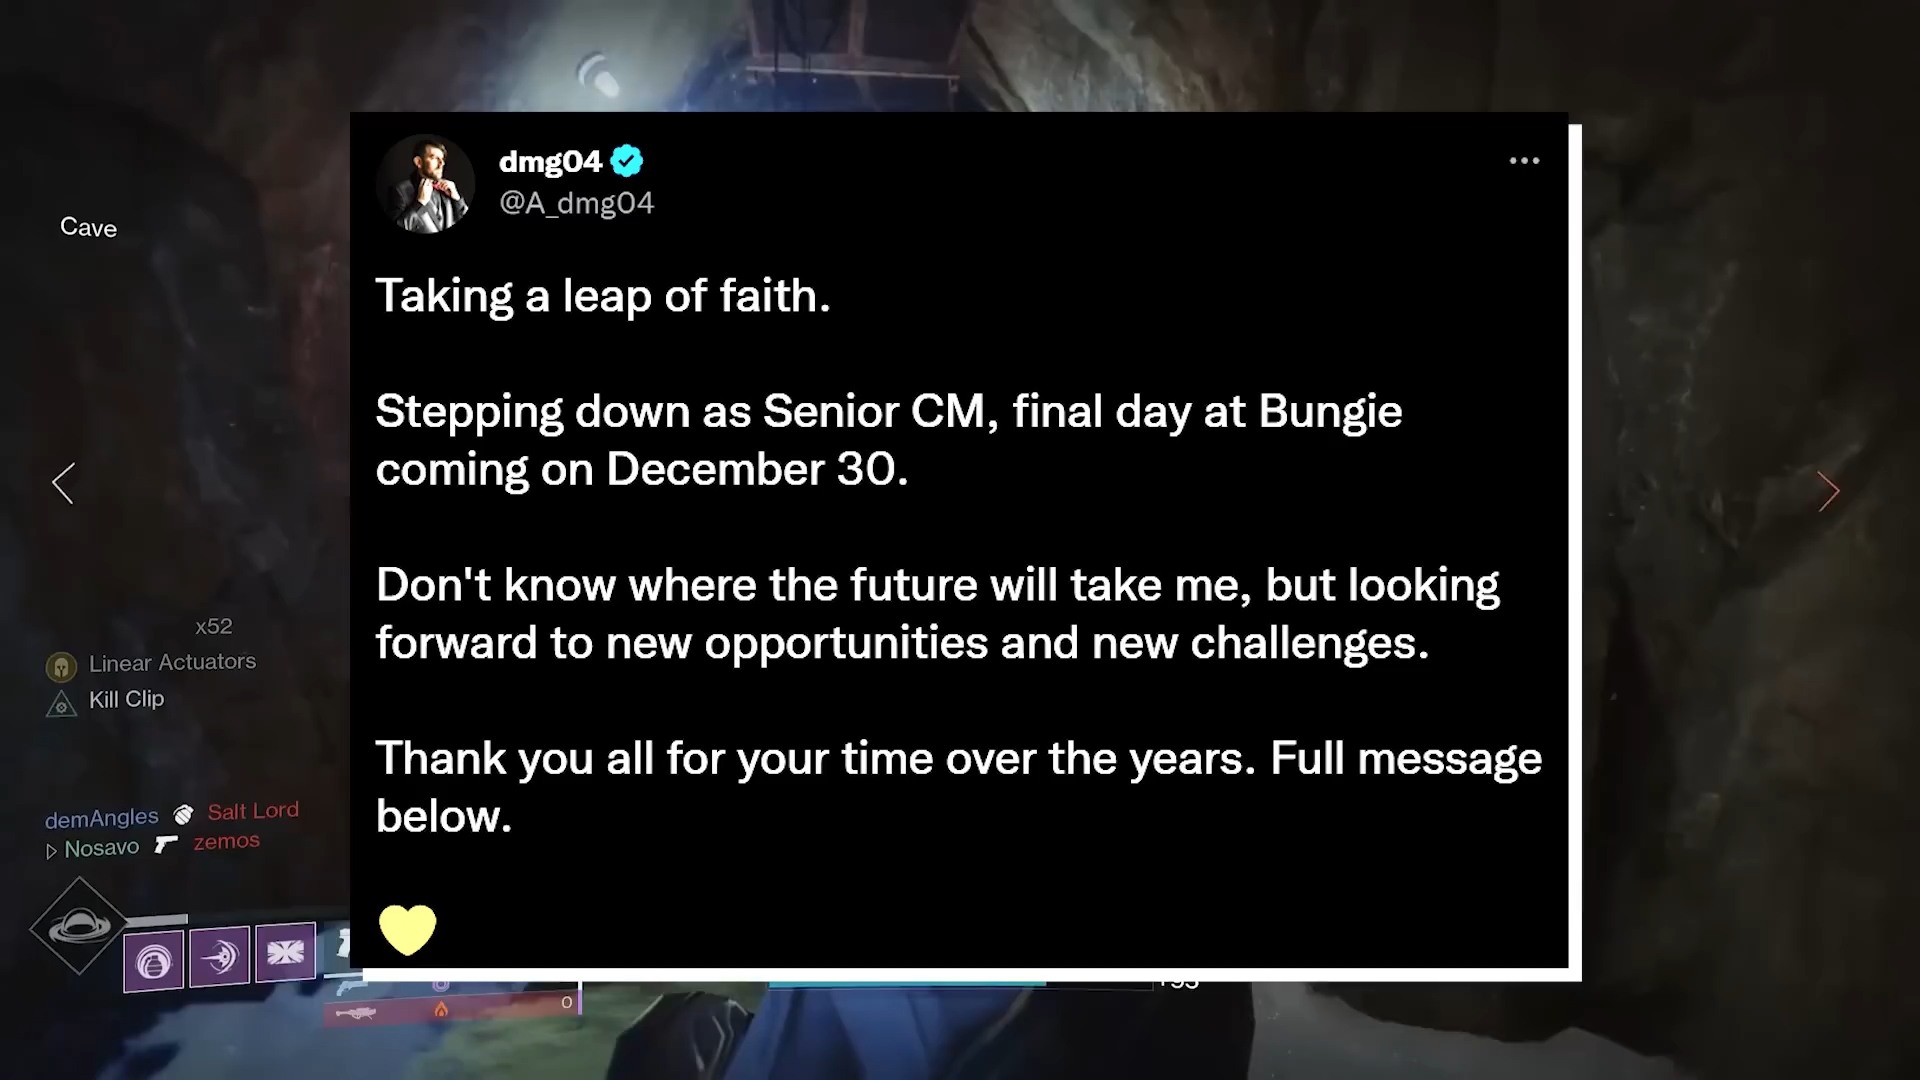 dmg04
@A_dmg04
Taking a leap of faith.
Stepping down as Senior CM, final day at Bungie
coming on December 30.
Don't know where the future will take me, but looking
forward to new opportunities and new challenges.
Thank you all for your time over the years. Full message
below.
Cave
x52
Linear Actuators
Kill Clip
demAngles Salt Lord
Nosavo zemos
0